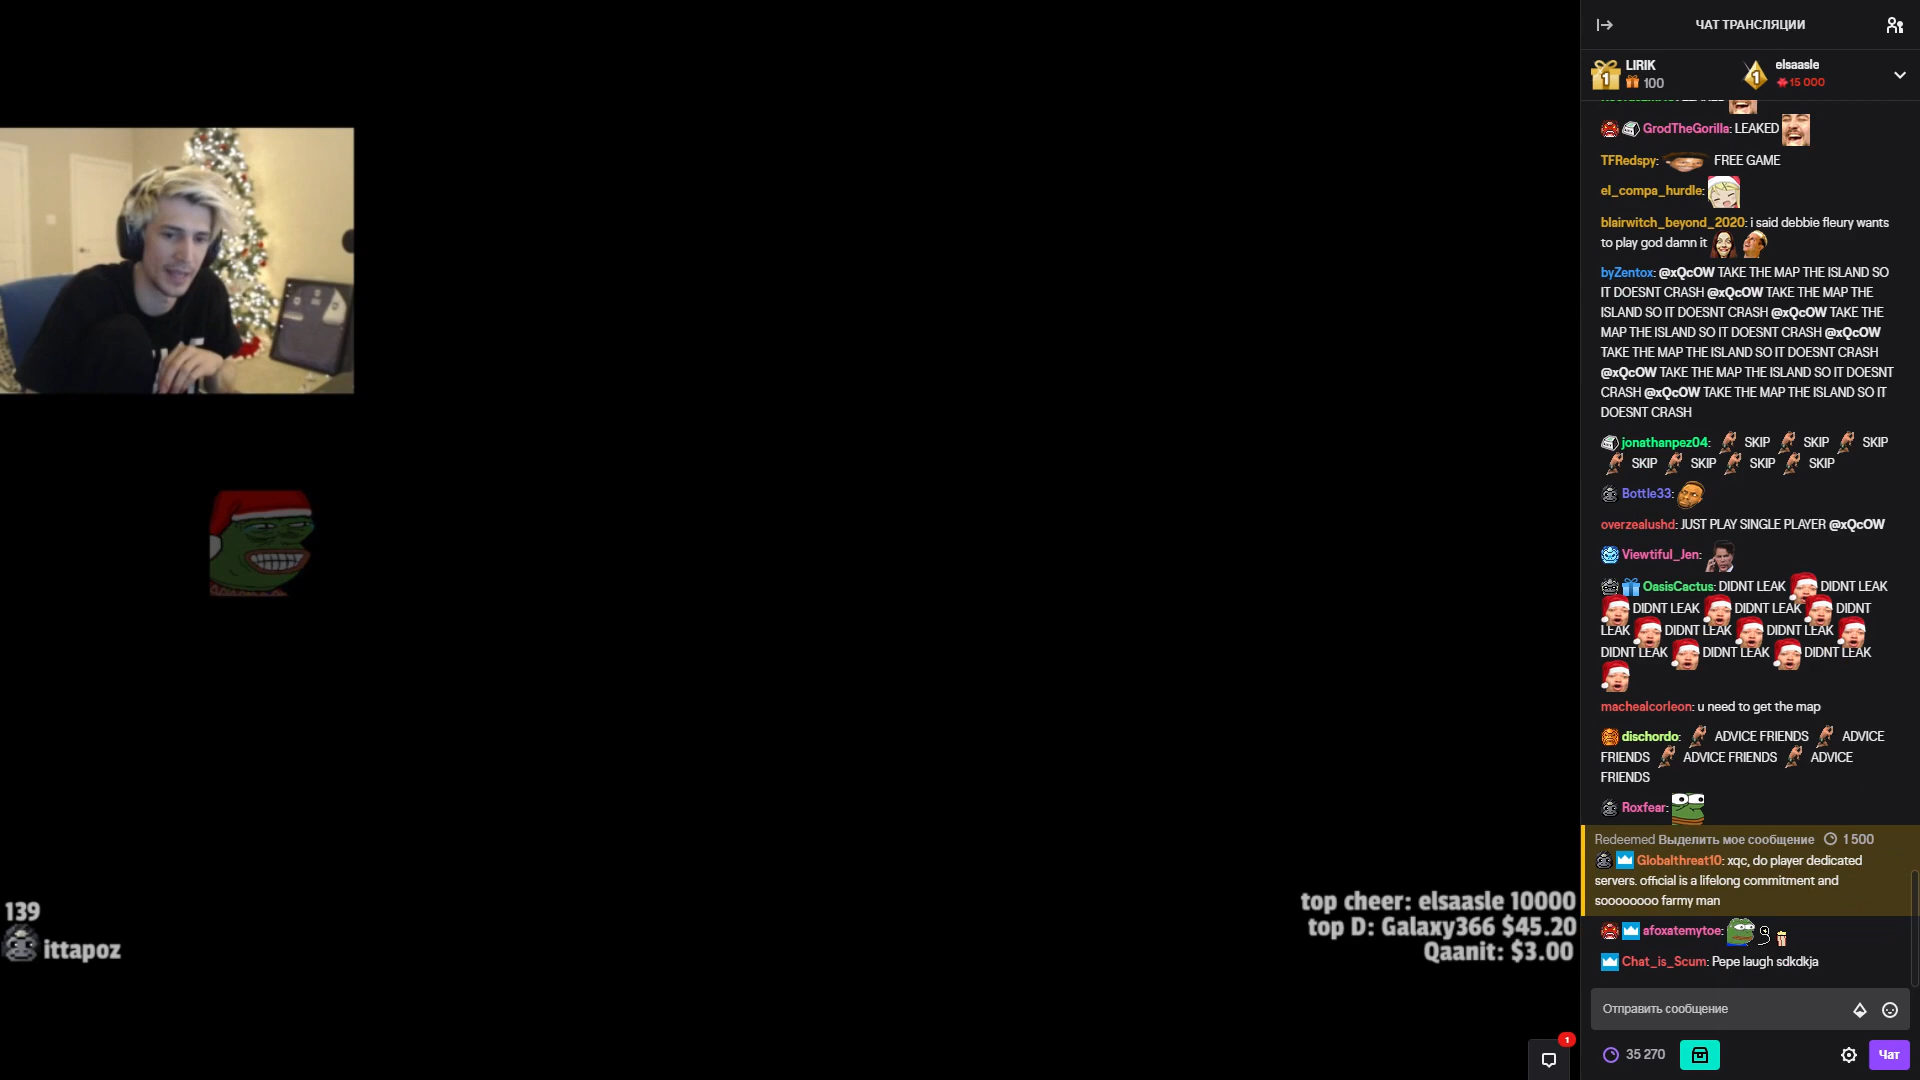 ЧАТ ТРАНСЛЯЦИИ
1 LIRIK
100
1 elsaasle
15 000
GrodTheGorilla: LEAKED
TFRedspy: FREE GAME
el_compa_hurdle:
blairwitch_beyond_2020: i said debbie fleury wants
to play god damn it
byZentox: @xQcOW TAKE THE MAP THE ISLAND SO
IT DOESNT CRASH @xQcOW TAKE THE MAP THE
ISLAND SO IT DOESNT CRASH @xQcOW TAKE THE
MAP THE ISLAND SO IT DOESNT CRASH @xQcOW
TAKE THE MAP THE ISLAND SO IT DOESNT CRASH
@xQcOW TAKE THE MAP THE ISLAND SO IT DOESNT
CRASH @xQcOW TAKE THE MAP THE ISLAND SO IT
DOESNT CRASH
jonathanpez04: SKIP SKIP SKIP
SKIP SKIP SKIP SKIP
Bottle33:
overzealushd: JUST PLAY SINGLE PLAYER @xQcOW
Viewtiful_Jen:
OasisCactus: DIDNT LEAK DIDNT LEAK
DIDNT LEAK DIDNT LEAK DIDNT
LEAK DIDNT LEAK DIDNT LEAK
DIDNT LEAK DIDNT LEAK DIDNT LEAK
machealcorleon: u need to get the map
dischordo: ADVICE FRIENDS ADVICE
FRIENDS ADVICE FRIENDS ADVICE
FRIENDS
Roxfear:
Redeemed Выделить мое сообщение 1 500
Globalthreat10: xqc, do player dedicated
servers. official is a lifelong commitment and
soooooooo farmy man
afoxatemytoe:
Chat_is_Scum: Pepe laugh sdkdkja
Отправить сообщение
35 270
Чат
139
ittapoz
top cheer: elsaasle 10000
top D: Galaxy366 $45.20
Qaanit: $3.00
1